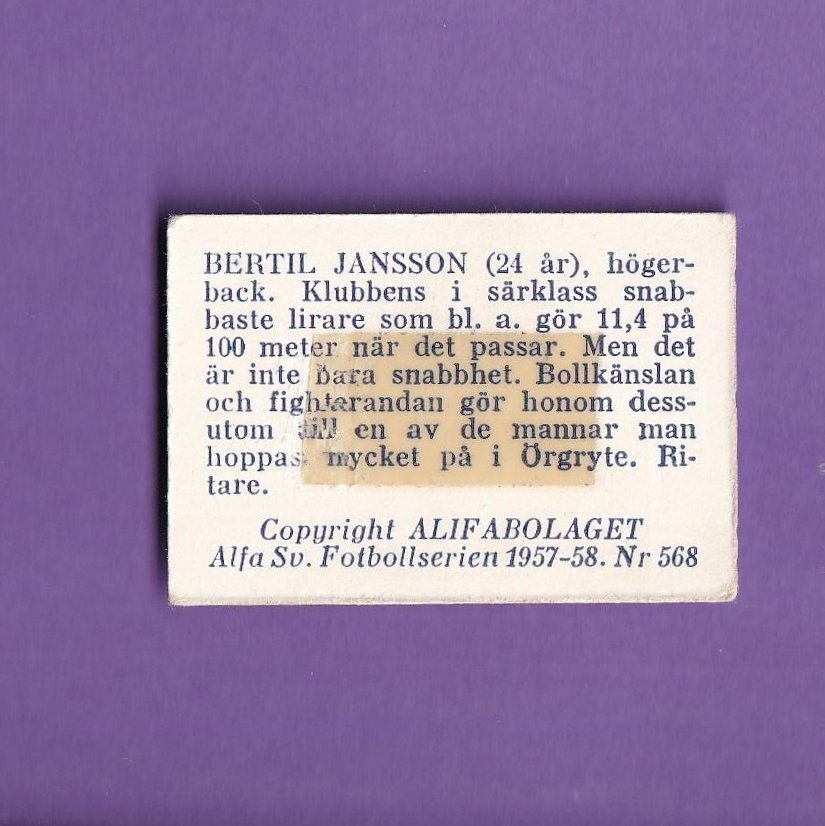 BERTIL JANSSON (24 år), höger-
back. Klubbens i särklass snab-
baste lirare som bl. a. gör 11,4 på
100 meter när det passar. Men det
är inte bara snabbhet. Bollkänslan
och fighterandan gör honom dess-
utom till en av de mannar man
hoppas mycket på i Örgryte. Ri-
tare.
Copyright ALIFABOLAGET
Alfa Sv. Fotbollserien 1957-58. Nr 568